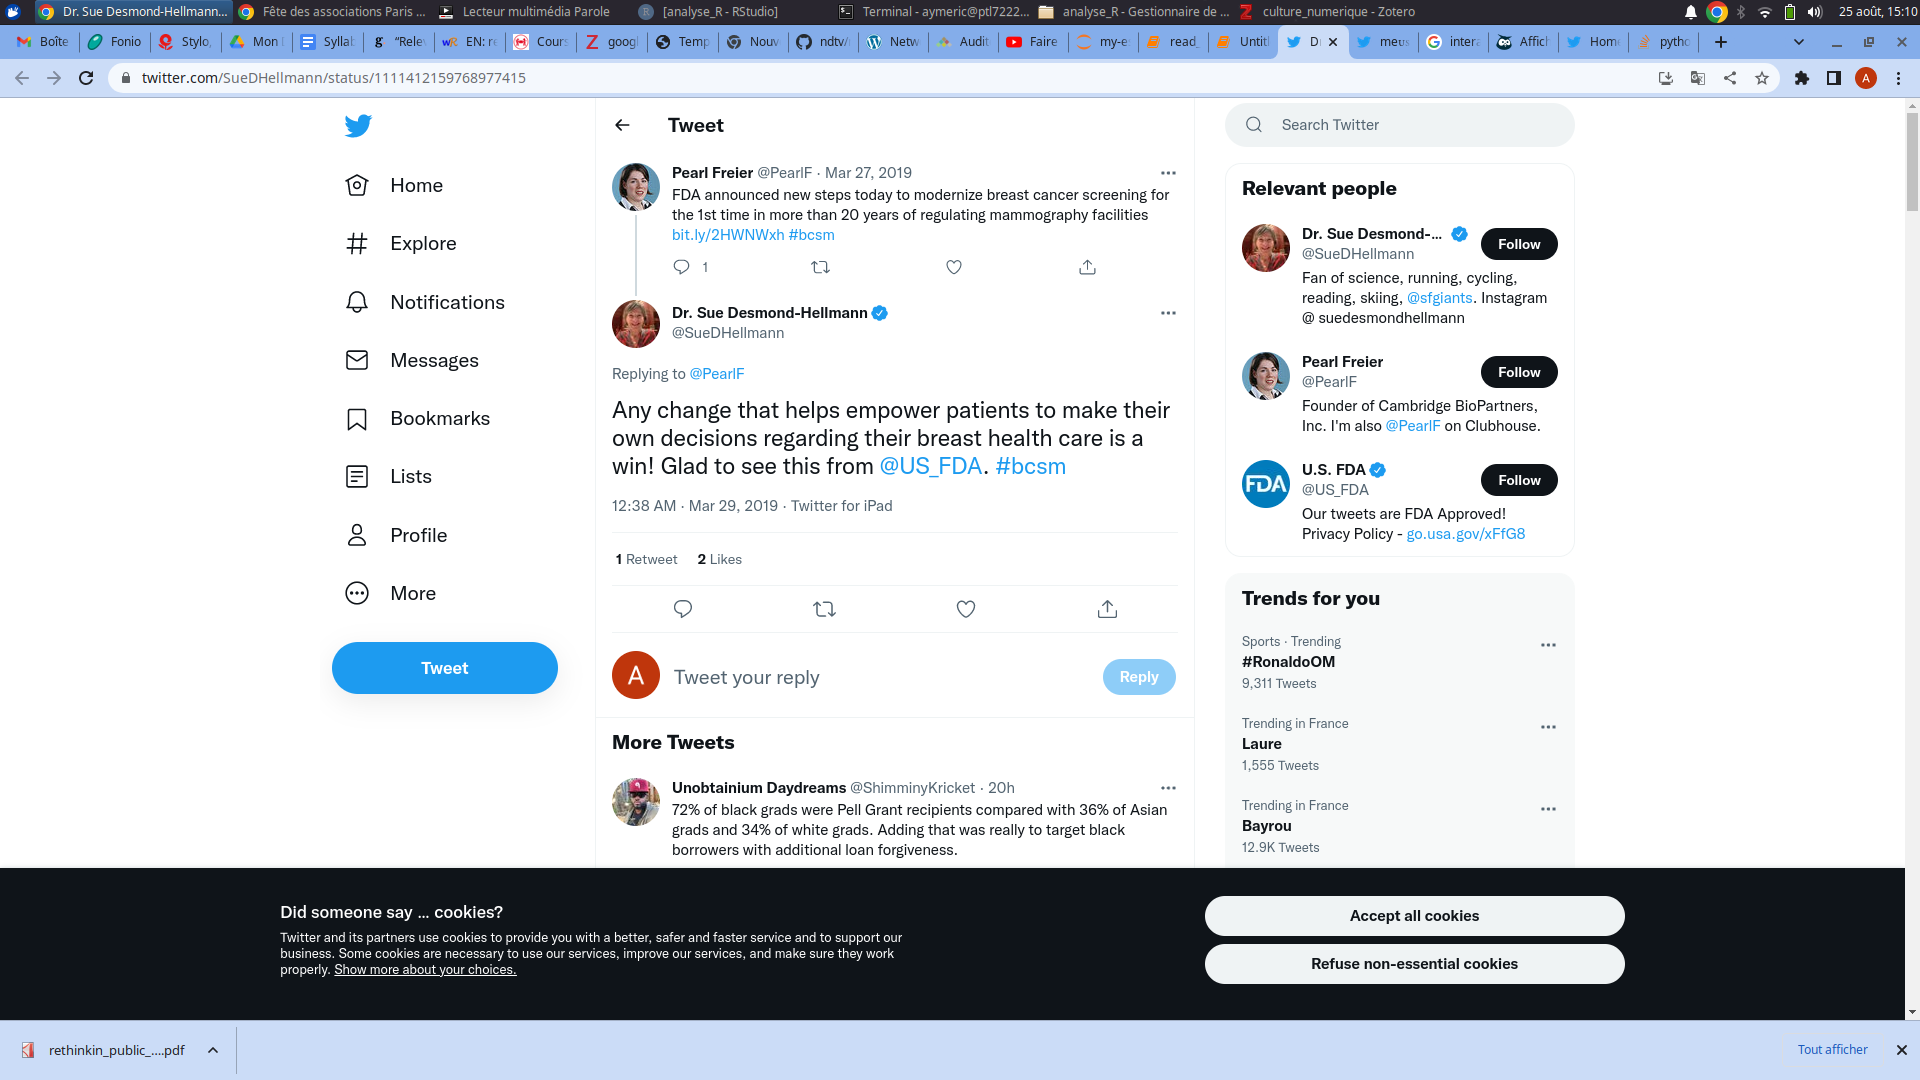 Dr. Sue Desmond-Hellmann...
Fête des associations Paris ...
Lecteur multimédia Parole
[analyse_R - RStudio]
Terminal - aymeric@ptl7222...
analyse_R - Gestionnaire de ...
culture_numerique - Zotero
25 août, 15:10
Boîte
Fonio
Stylo,
Mon
Syllab
"Rele
EN: re
Cours
goog
Temp
Nouv
ndtv/
Netw
Audit
Faire
my-e
read_
Untitl
D
meus
inter
Affich
Home
pytho
twitter.com/SueDHellmann/status/1111412159768977415
A
Home
Explore
Notifications
Messages
Bookmarks
Lists
Profile
More
Tweet
Tweet
Pearl Freier @PearlF · Mar 27, 2019
FDA announced new steps today to modernize breast cancer screening for
the 1st time in more than 20 years of regulating mammography facilities
bit.ly/2HWNWxh #bcsm
1
Dr. Sue Desmond-Hellmann
@SueDHellmann
Replying to @PearlF
Any change that helps empower patients to make their
own decisions regarding their breast health care is a
win! Glad to see this from @US_FDA. #bcsm
12:38 AM · Mar 29, 2019 · Twitter for iPad
1 Retweet 2 Likes
A
Tweet your reply
Reply
More Tweets
Unobtainium Daydreams @ShimminyKricket · 20h
72% of black grads were Pell Grant recipients compared with 36% of Asian
grads and 34% of white grads. Adding that was really to target black
borrowers with additional loan forgiveness.
Search Twitter
Relevant people
Dr. Sue Desmond-...
@SueDHellmann
Follow
Fan of science, running, cycling,
reading, skiing, @sfgiants. Instagram
@ suedesmondhellmann
Pearl Freier
@PearlF
Follow
Founder of Cambridge BioPartners,
Inc. I'm also @PearlF on Clubhouse.
FDA
U.S. FDA
@US_FDA
Follow
Our tweets are FDA Approved!
Privacy Policy - go.usa.gov/xFfG8
Trends for you
Sports · Trending
#RonaldoOM
9,311 Tweets
Trending in France
Laure
1,555 Tweets
Trending in France
Bayrou
12.9K Tweets
Did someone say ... cookies?
Twitter and its partners use cookies to provide you with a better, safer and faster service and to support our
business. Some cookies are necessary to use our services, improve our services, and make sure they work
properly. Show more about your choices.
Accept all cookies
Refuse non-essential cookies
rethinkin_public_....pdf
Tout afficher